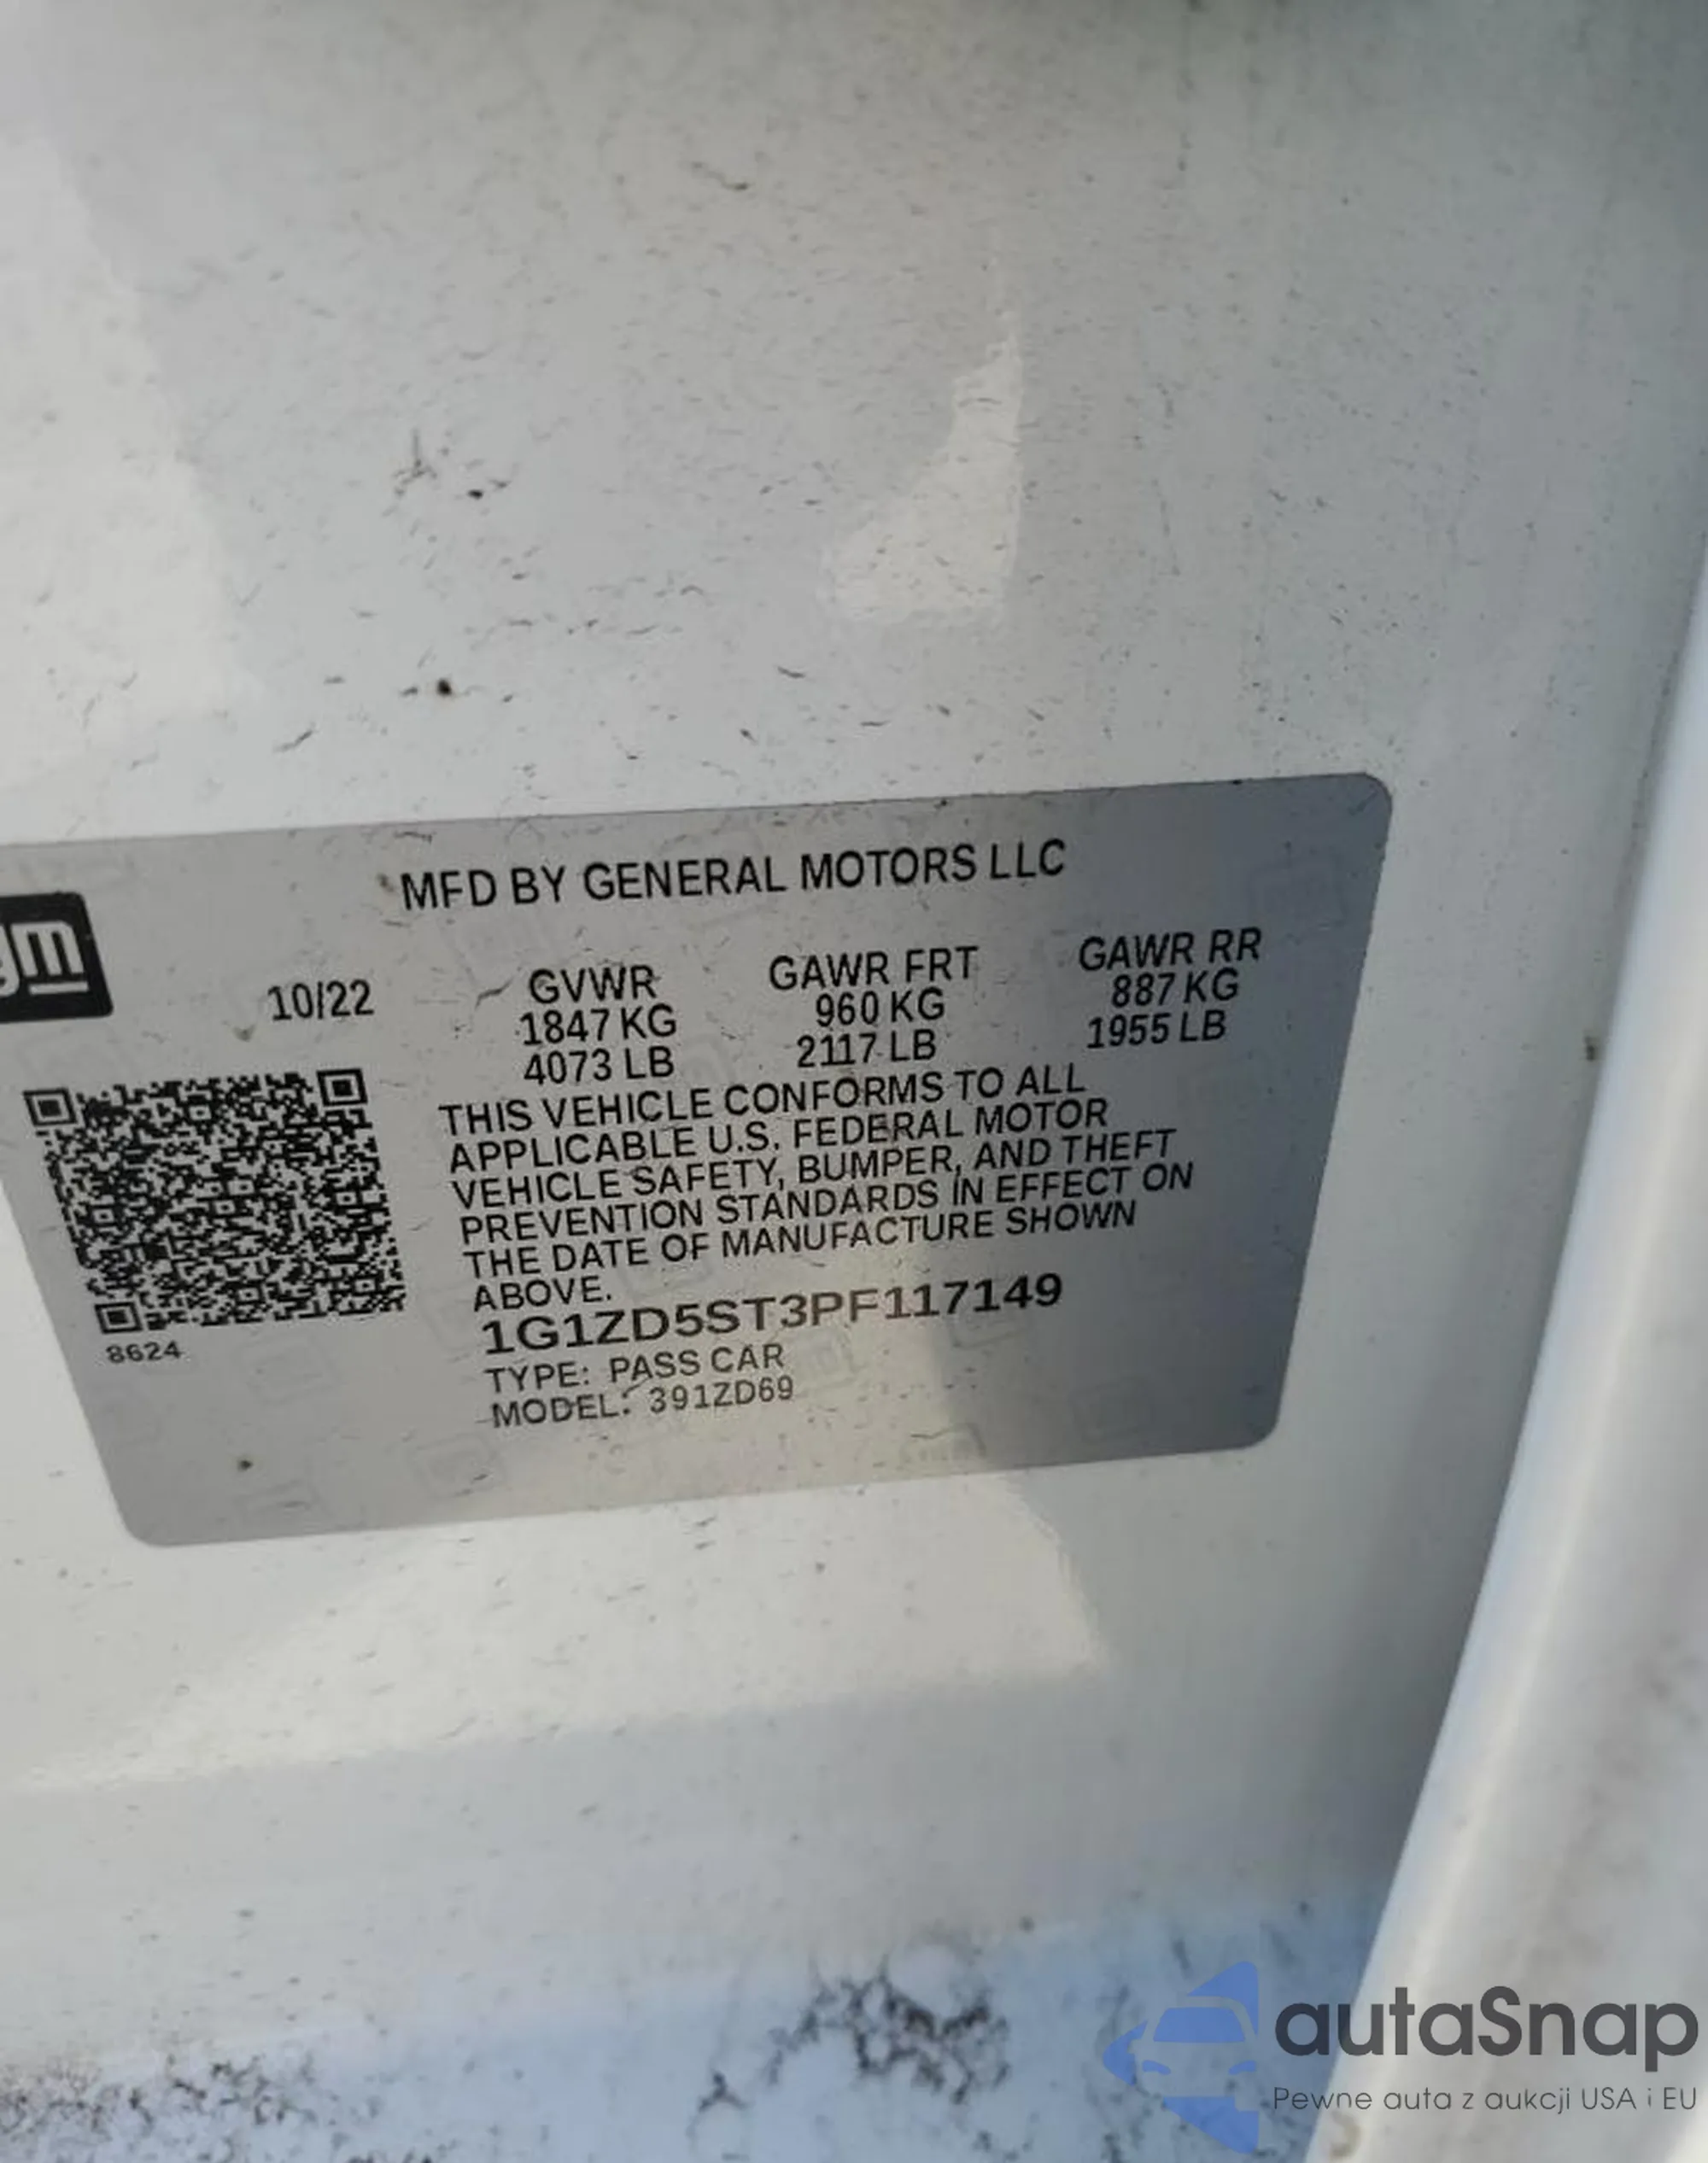 MFD BY GENERAL MOTORS LLC
gm
10/22 GVWR GAWR FRT GAWR RR
1847 KG 960 KG 887 KG
4073 LB 2117 LB 1955 LB
THIS VEHICLE CONFORMS TO ALL
APPLICABLE U.S. FEDERAL MOTOR
VEHICLE SAFETY, BUMPER, AND THEFT
PREVENTION STANDARDS IN EFFECT ON
THE DATE OF MANUFACTURE SHOWN
ABOVE.
1G1ZD5ST3PF117149
8624
TYPE: PASS CAR
MODEL: 391ZD69
autaSnap
Pewne auta z aukcji USA i EU